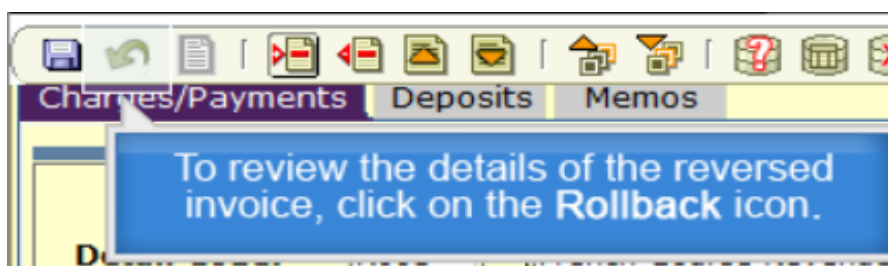 Charges/Payments Deposits Memos
To review the details of the reversed
invoice, click on the Rollback icon.